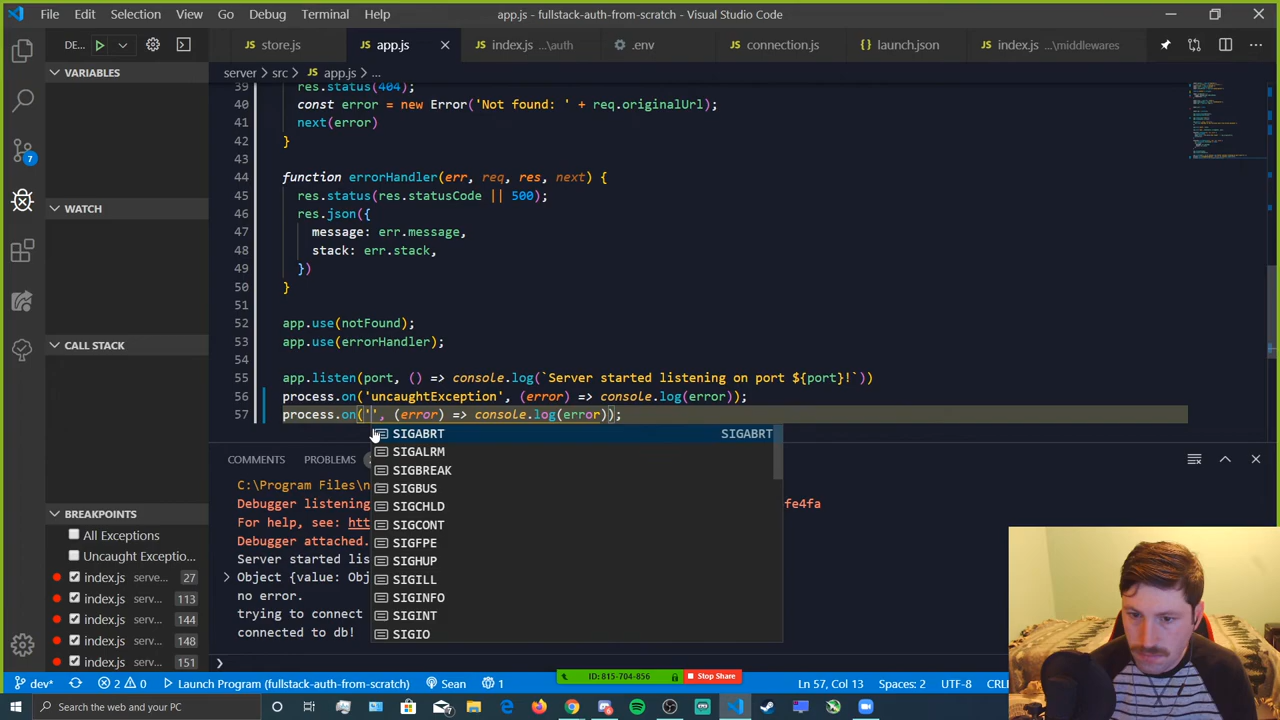 File Edit Selection View Go Debug Terminal Help app.js - fullstack-auth-from-scratch - Visual Studio Code
DE... store.js app.js index.js ...\auth .env connection.js launch.json index.js ...\middlewares
VARIABLES
server > src > app.js > ...
39 res.status(404);
40 const error = new Error('Not found: ' + req.originalUrl);
41 next(error)
42 }
43
44 function errorHandler(err, req, res, next) {
45 res.status(res.statusCode || 500);
46 res.json({
47 message: err.message,
48 stack: err.stack,
49 })
50 }
51
52 app.use(notFound);
53 app.use(errorHandler);
54
55 app.listen(port, () => console.log(`Server started listening on port ${port}!`))
56 process.on('uncaughtException', (error) => console.log(error));
57 process.on('', (error) => console.log(error));
WATCH
CALL STACK
SIGABRT SIGABRT
SIGALRM
SIGBREAK
SIGBUS
SIGCHLD
SIGCONT
SIGFPE
SIGHUP
SIGILL
SIGINFO
SIGINT
SIGIO
COMMENTS PROBLEMS
C:\Program Files\n
Debugger listening fe4fa
For help, see: htt
Debugger attached.
Server started lis
Object {value: Obj
no error.
trying to connect
connected to db!
BREAKPOINTS
All Exceptions
Uncaught Exceptio...
index.js serve... 27
index.js serv... 113
index.js serv... 144
index.js serv... 148
index.js serv... 151
7
ID: 815-704-856 Stop Share
dev* 2 0 Launch Program (fullstack-auth-from-scratch) Sean 1 Ln 57, Col 13 Spaces: 2 UTF-8 CRL
Search for anything on your PC